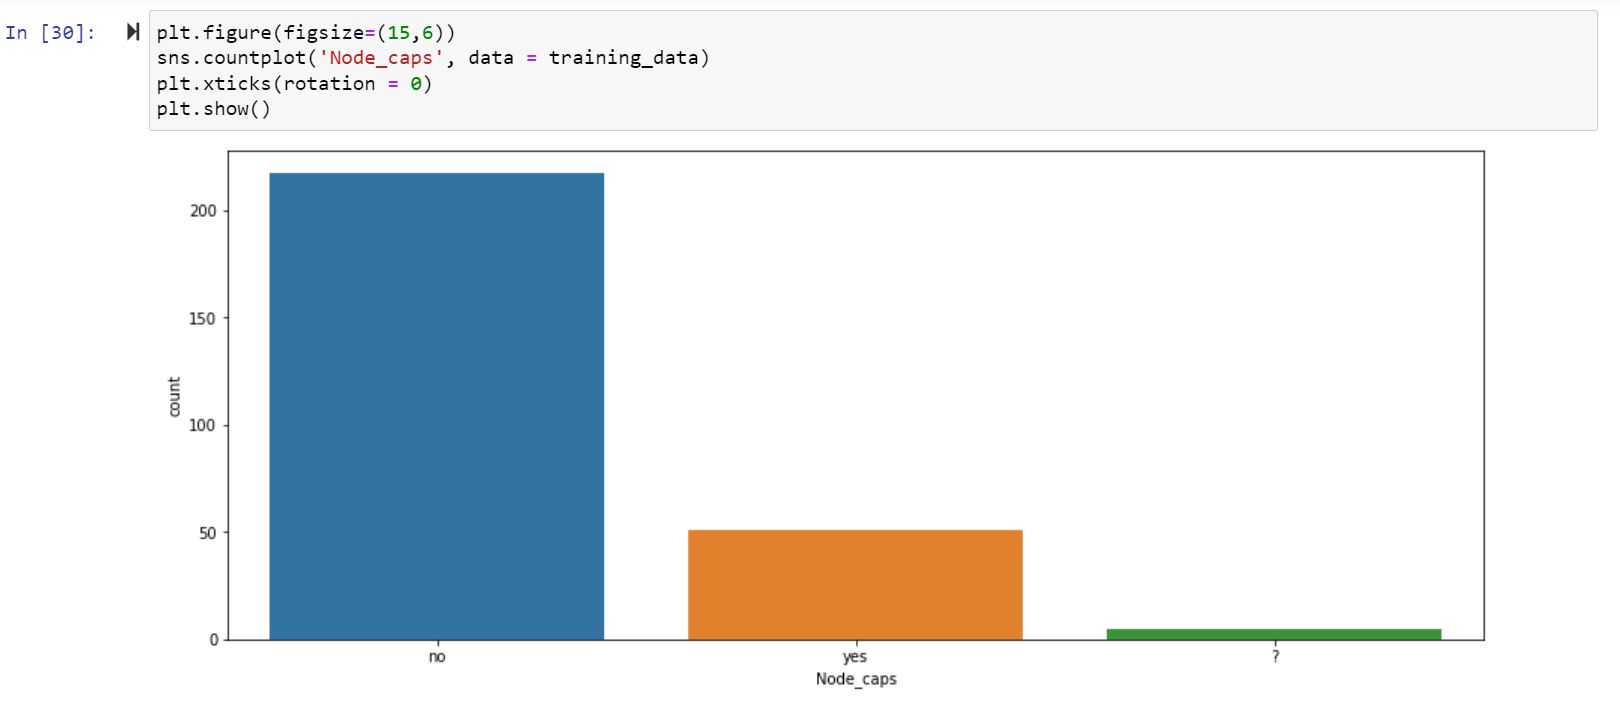 In [30]:
plt.figure(figsize=(15,6))
sns.countplot('Node_caps', data = training_data)
plt.xticks(rotation = 0)
plt.show()
200
150
100
50
0
count
no yes ?
Node_caps